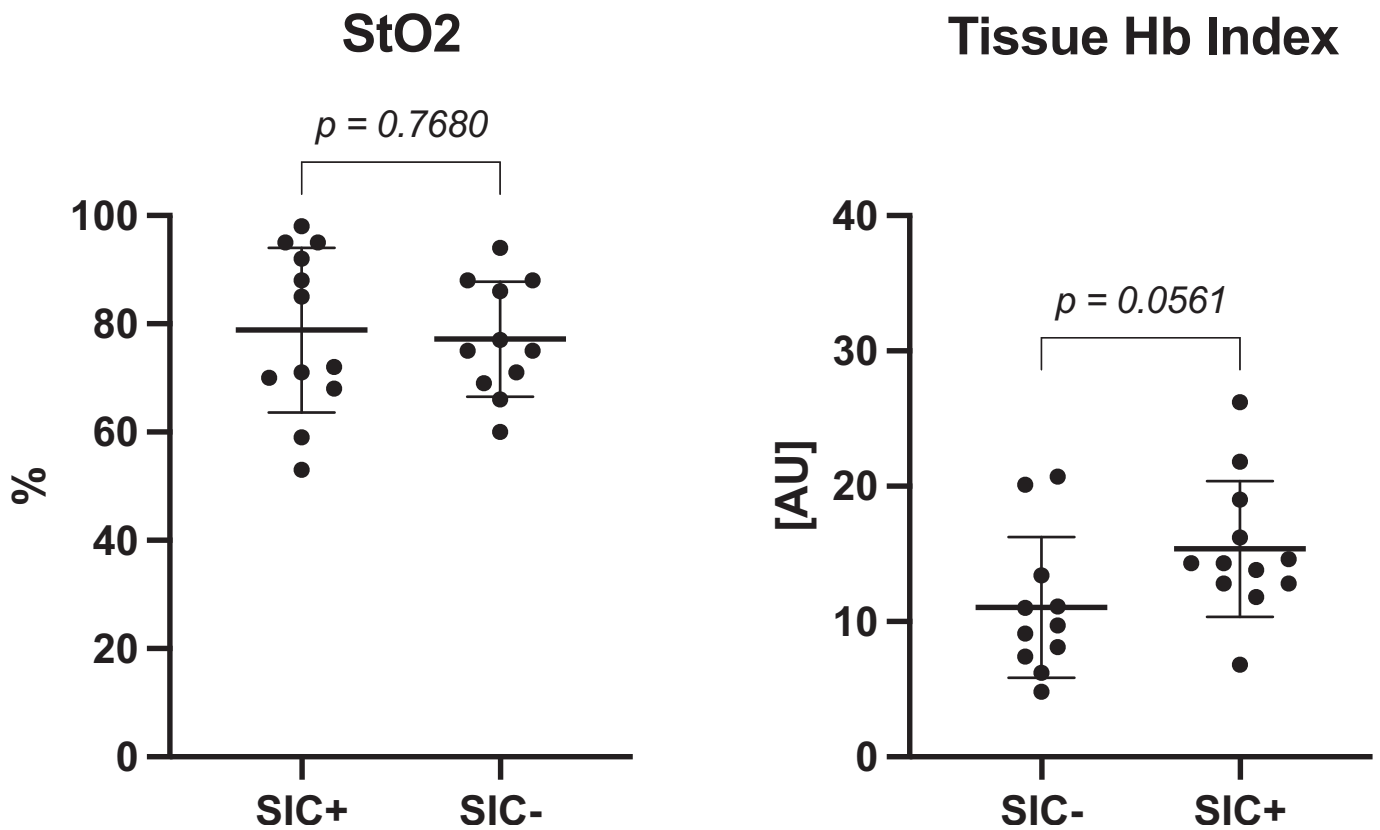 StO2
p = 0.7680
100
80
60
40
20
0
%
SIC+
SIC-
Tissue Hb Index
p = 0.0561
40
30
20
10
0
[AU]
SIC-
SIC+